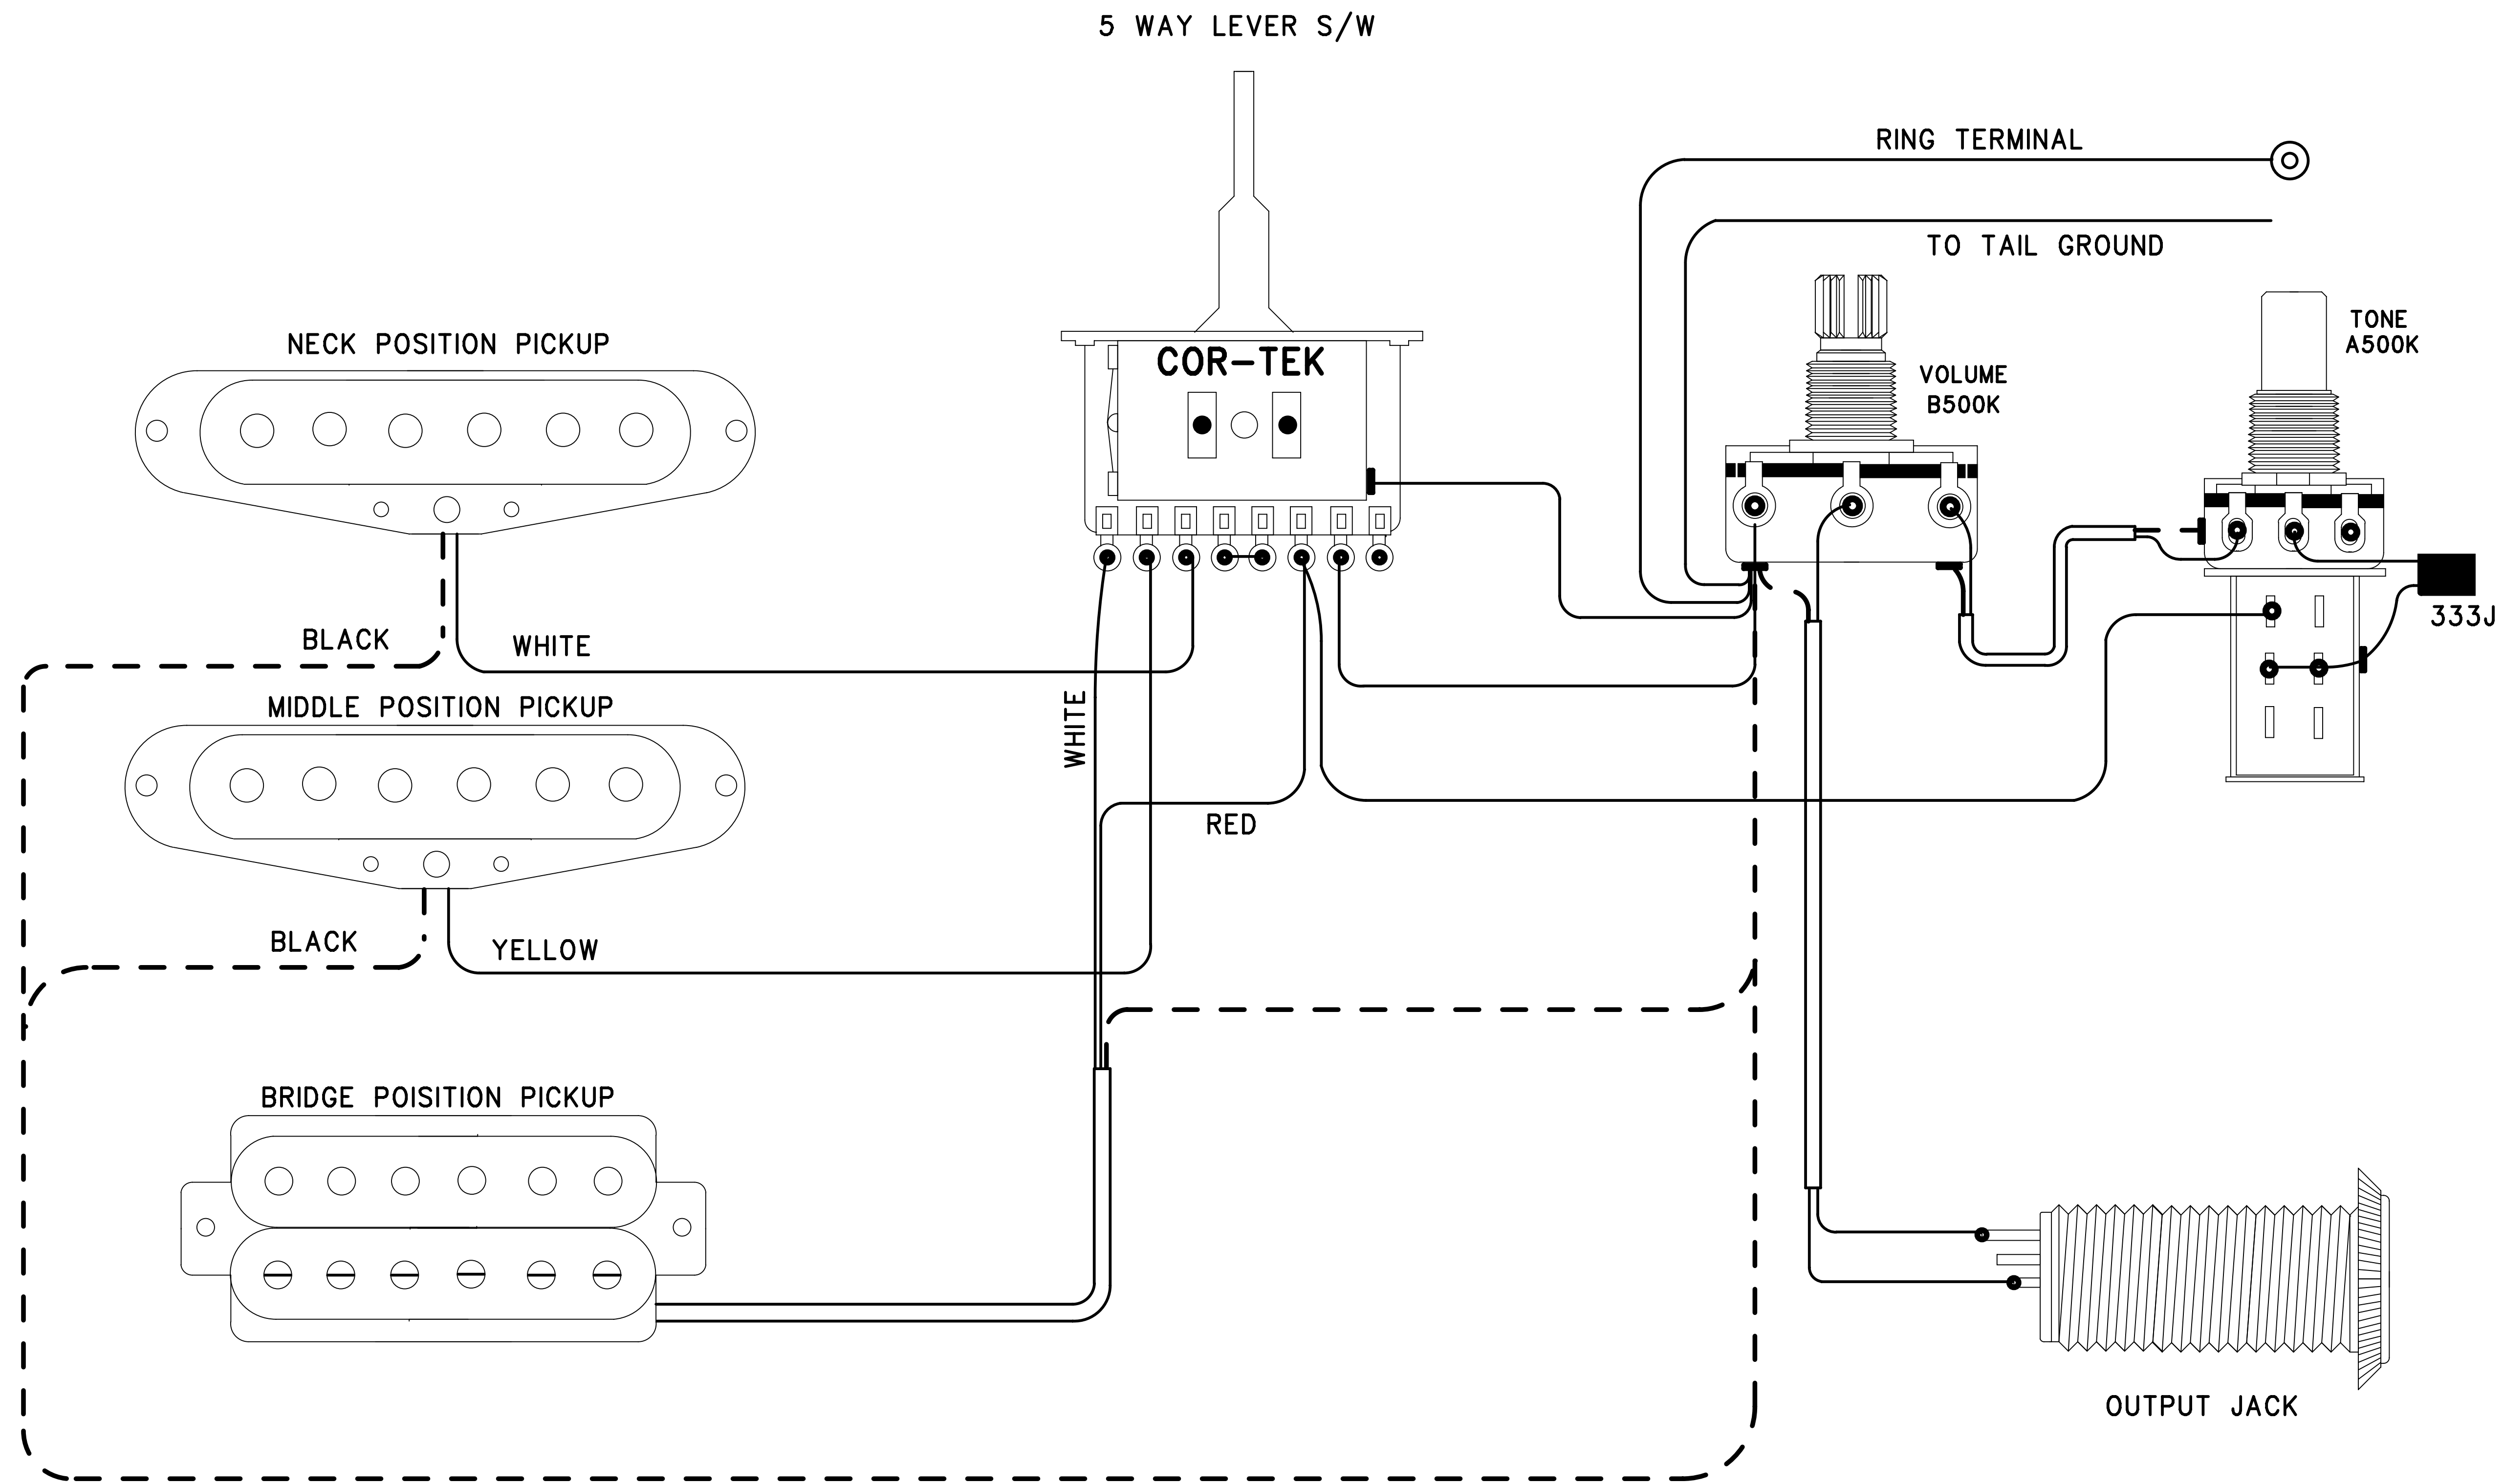 5 WAY LEVER S/W
RING TERMINAL
TO TAIL GROUND
NECK POSITION PICKUP
COR-TEK
TONE
A500K
VOLUME
B500K
BLACK
WHITE
333J
MIDDLE POSITION PICKUP
WHITE
RED
BLACK
YELLOW
BRIDGE POISITION PICKUP
OUTPUT JACK